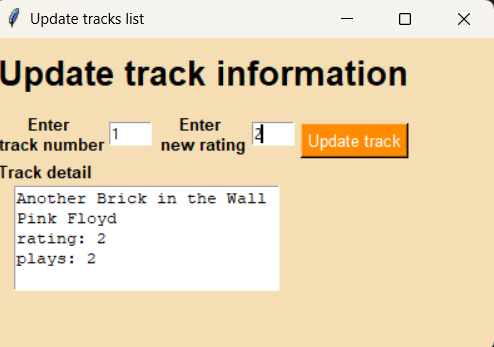 Update tracks list
Update track information
Enter track number
1
Enter new rating
2
Update track
Track detail
Another Brick in the Wall
Pink Floyd
rating: 2
plays: 2